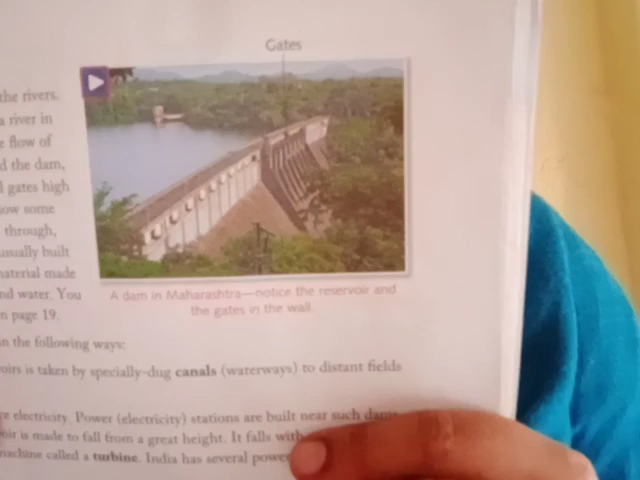 Gates
the rivers.
a river in
e flow of
d the dam,
l gates high
ow some
through,
usually built
naterial made
nd water. You
n page 19.
A dam in Maharashtra—notice the reservoir and
the gates in the wall.
in the following ways:
oirs is taken by specially-dug canals (waterways) to distant fields
electricity. Power (electricity) stations are built near such dams.
oir is made to fall from a great height. It falls with
machine called a turbine. India has several power